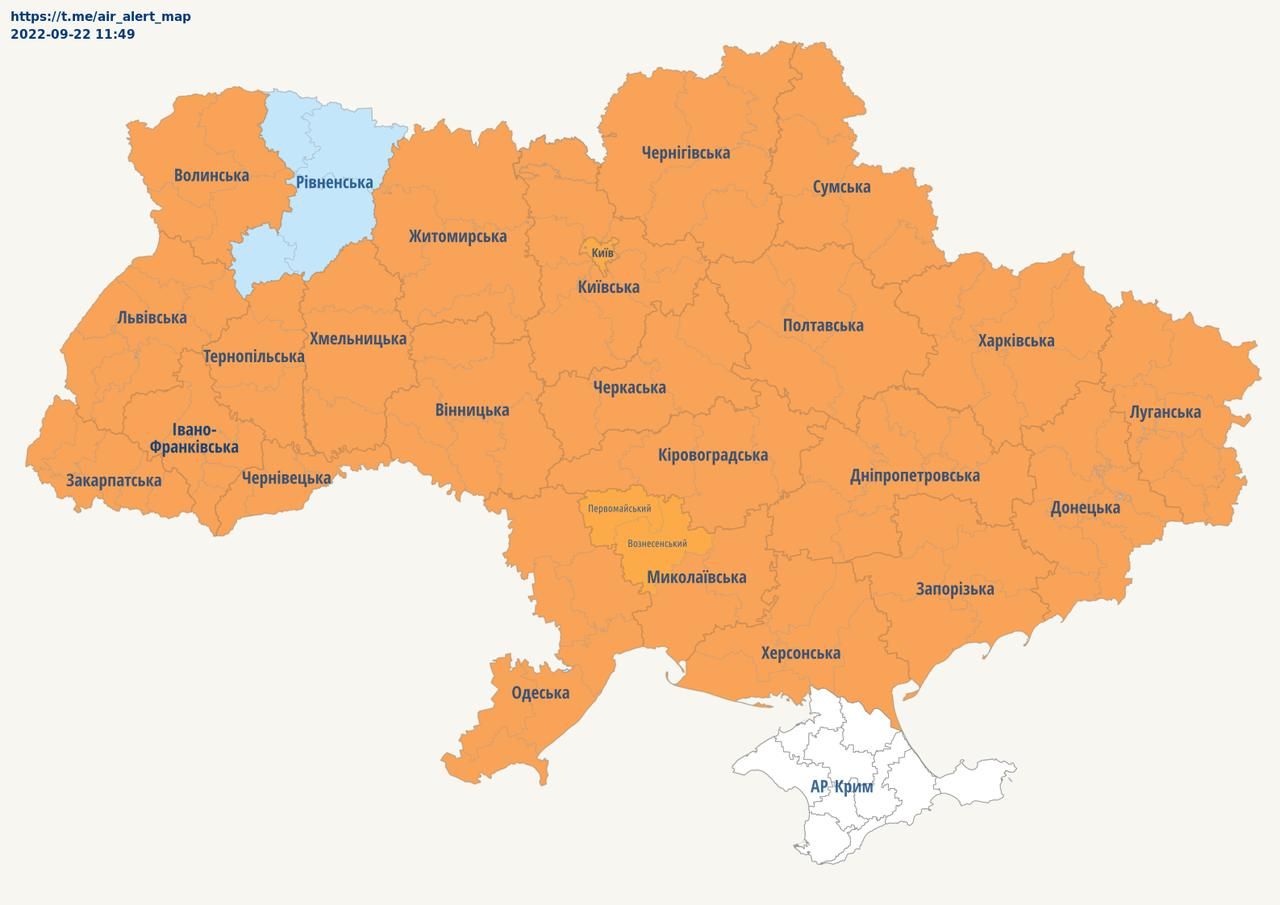 https://t.me/air_alert_map
2022-09-22 11:49
Чернігівська
Волинська
Рівненська
Сумська
Житомирська
Київ
Київська
Львівська
Полтавська
Хмельницька
Харківська
Тернопільська
Черкаська
Вінницька
Луганська
Івано-
Франківська
Кіровоградська
Закарпатська
Чернівецька
Дніпропетровська
Донецька
Первомайський
Вознесенський
Миколаївська
Запорізька
Херсонська
Одеська
АР Крим